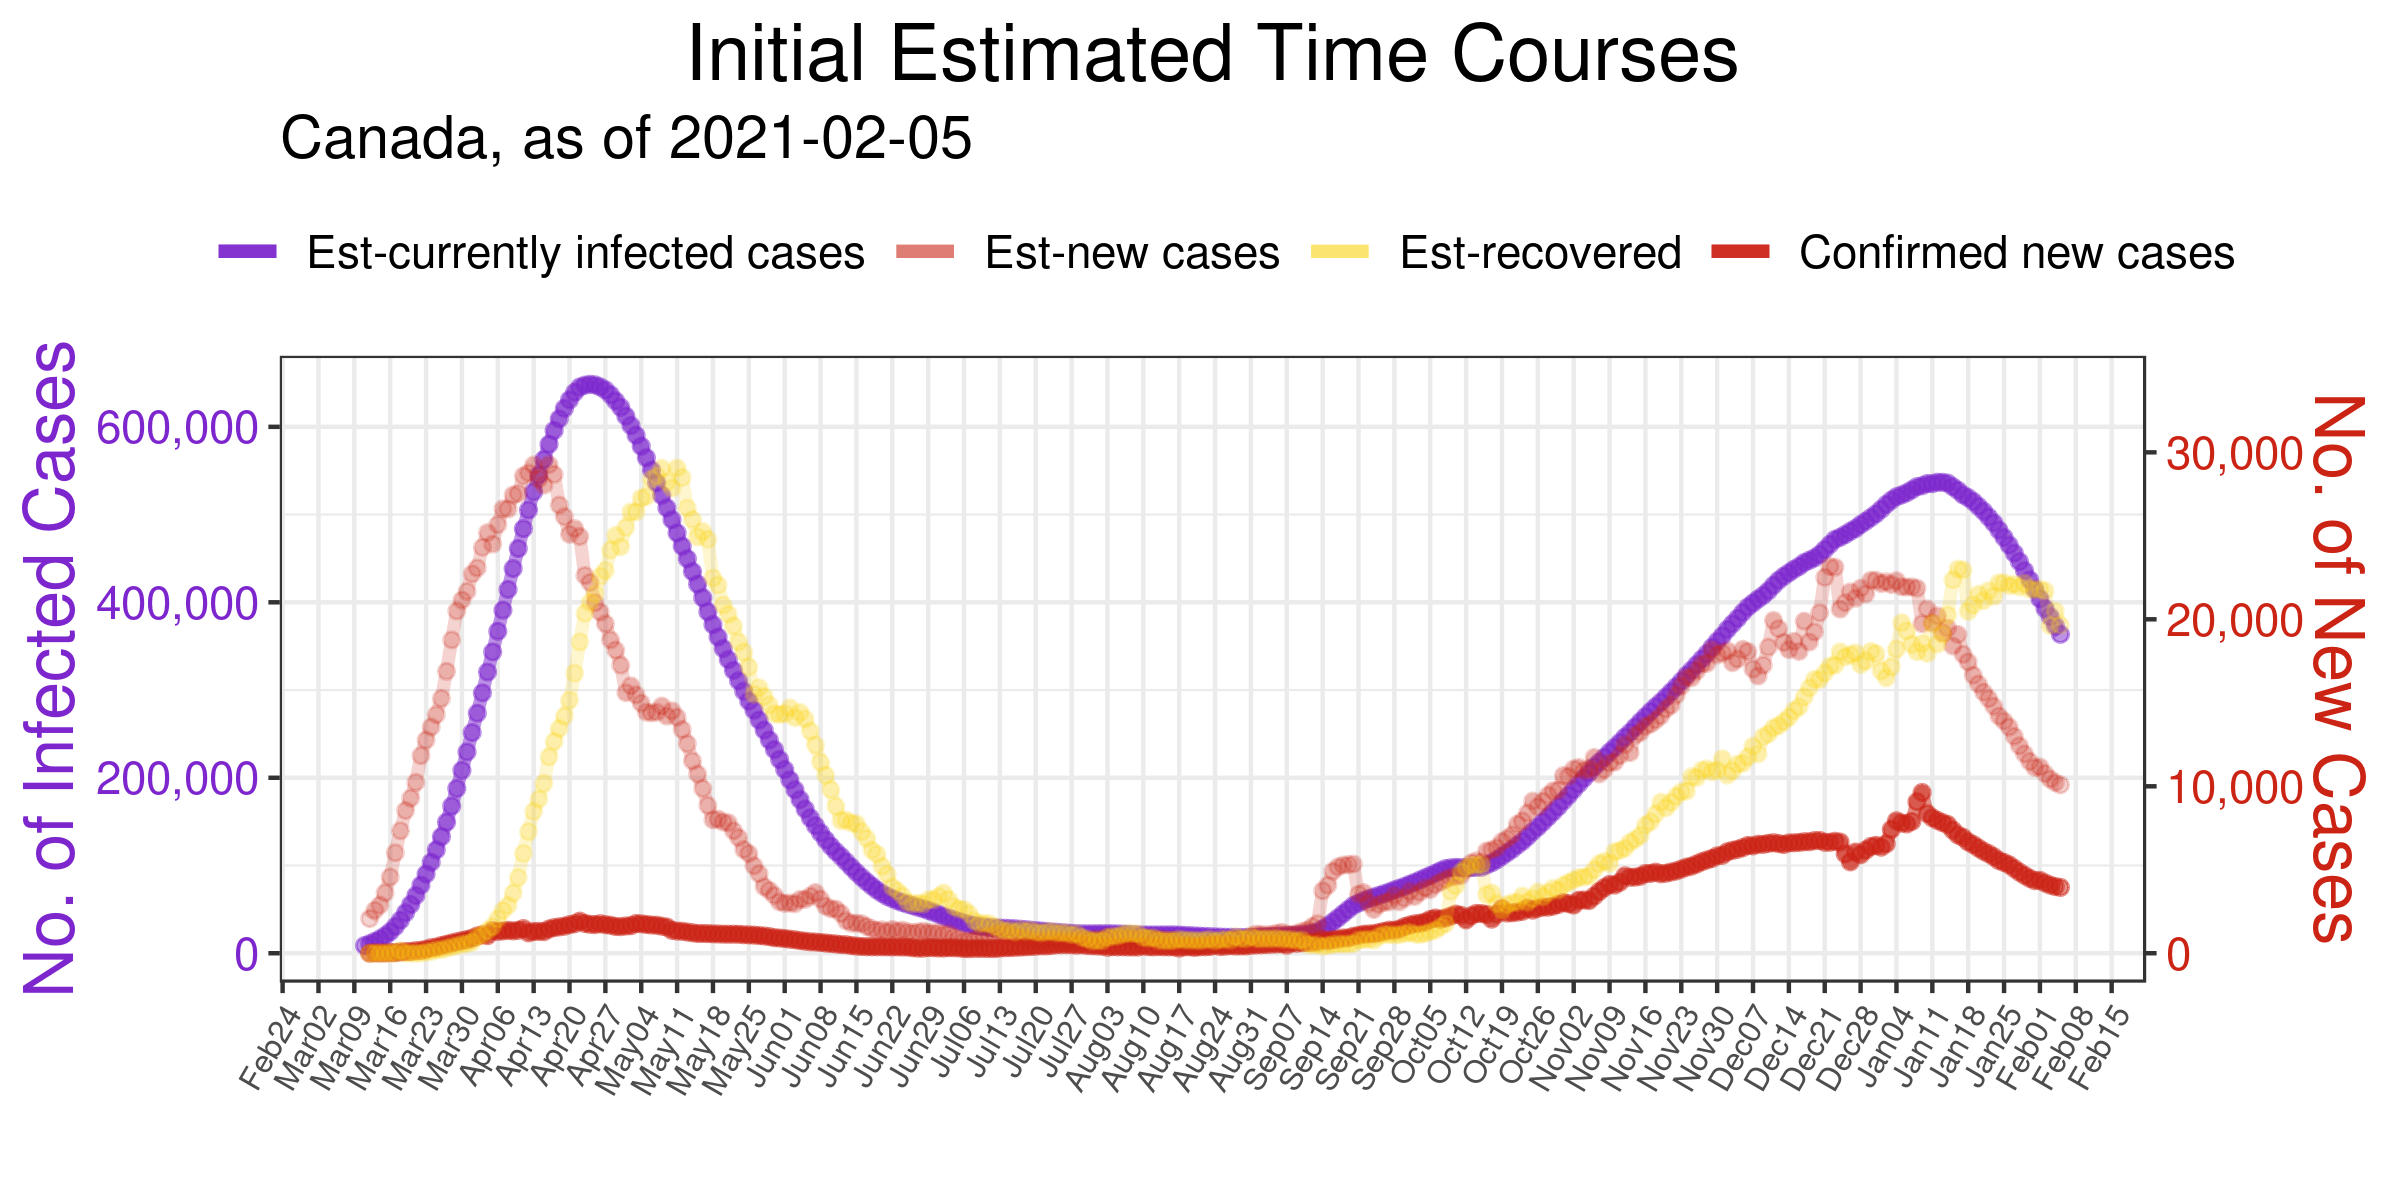 Initial Estimated Time Courses
Canada, as of 2021-02-05
Est-currently infected cases Est-new cases Est-recovered Confirmed new cases
No. of Infected Cases
600,000
400,000
200,000
0
30,000
20,000
10,000
0
No. of New Cases
Feb24 Mar02 Mar09 Mar16 Mar23 Mar30 Apr06 Apr13 Apr20 Apr27 May04 May11 May18 May25 Jun01 Jun08 Jun15 Jun22 Jun29 Jul06 Jul13 Jul20 Jul27 Aug03 Aug10 Aug17 Aug24 Aug31 Sep07 Sep14 Sep21 Sep28 Oct05 Oct12 Oct19 Oct26 Nov02 Nov09 Nov16 Nov23 Nov30 Dec07 Dec14 Dec21 Dec28 Jan04 Jan11 Jan18 Jan25 Feb01 Feb08 Feb15